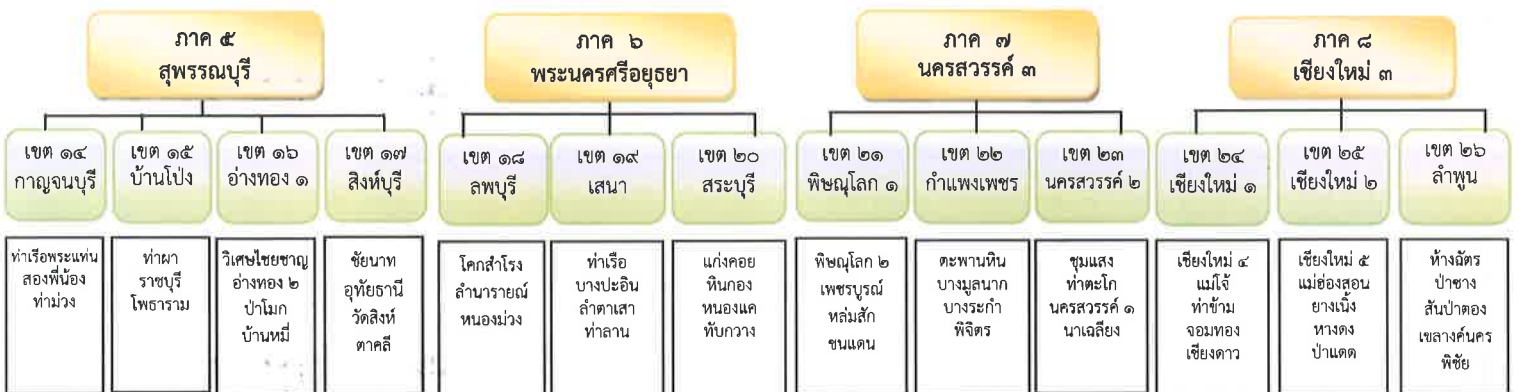 ภาค ๕
สุพรรณบุรี
ภาค ๖
พระนครศรีอยุธยา
ภาค ๗
นครสวรรค์ ๓
ภาค ๘
เชียงใหม่ ๓
เขต ๑๔
กาญจนบุรี
เขต ๑๕
บ้านโป่ง
เขต ๑๖
อ่างทอง ๑
เขต ๑๗
สิงห์บุรี
เขต ๑๘
ลพบุรี
เขต ๑๙
เสนา
เขต ๒๐
สระบุรี
เขต ๒๑
พิษณุโลก ๑
เขต ๒๒
กำแพงเพชร
เขต ๒๓
นครสวรรค์ ๒
เขต ๒๔
เชียงใหม่ ๑
เขต ๒๕
เชียงใหม่ ๒
เขต ๒๖
ลำพูน
ท่าเรือพระแท่น
สองพี่น้อง
ท่าม่วง
ท่าผา
ราชบุรี
โพธาราม
วิเศษไชยชาญ
อ่างทอง ๒
ป่าโมก
บ้านหมี่
ชัยนาท
อุทัยธานี
วัดสิงห์
ตาคลี
โคกสำโรง
ลำนารายณ์
หนองม่วง
ท่าเรือ
บางปะอิน
ลำตาเสา
ท่าลาน
แก่งคอย
หินกอง
หนองแค
ทับกวาง
พิษณุโลก ๒
เพชรบูรณ์
หล่มสัก
ชนแดน
ตะพานหิน
บางมูลนาก
บางระกำ
พิจิตร
ชุมแสง
ท่าตะโก
นครสวรรค์ ๑
นาเฉลียง
เชียงใหม่ ๔
แม่โจ้
ท่าข้าม
จอมทอง
เชียงดาว
เชียงใหม่ ๕
แม่ฮ่องสอน
ยางเนิ้ง
หางดง
ป่าแดด
ห้างฉัตร
ป่าซาง
สันป่าตอง
เขลางค์นคร
พิชัย